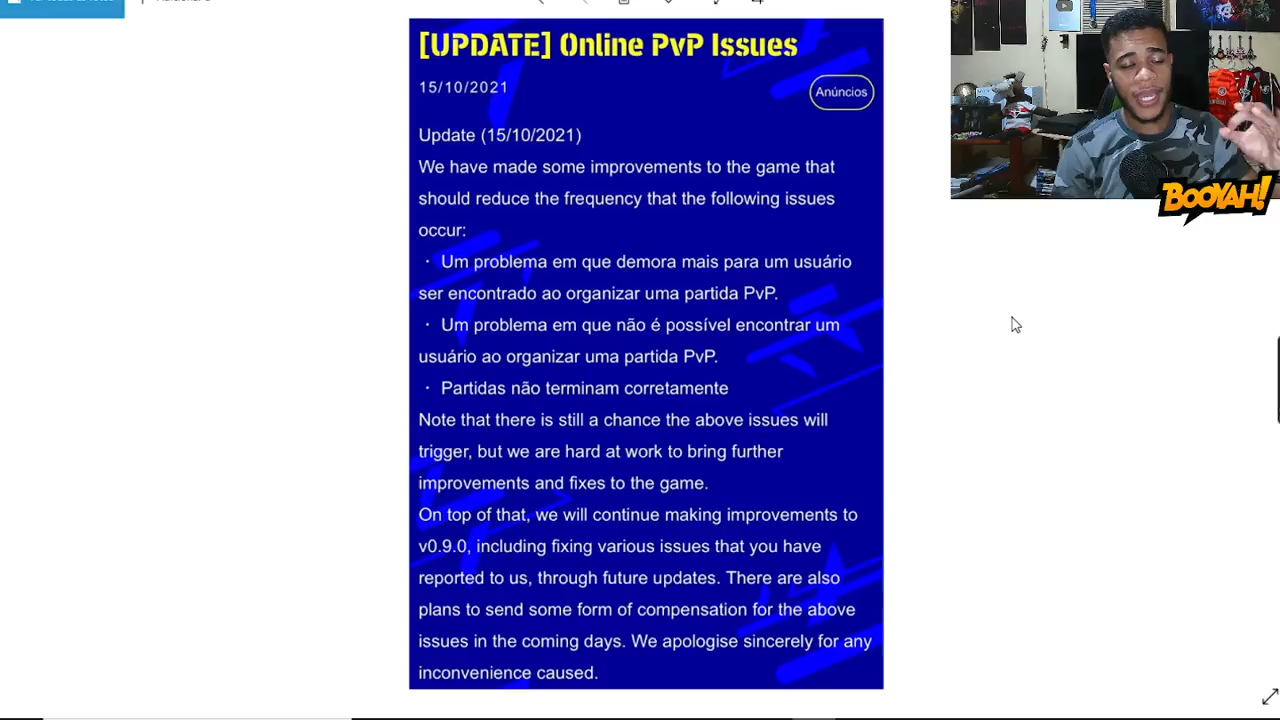 [UPDATE] Online PvP Issues
15/10/2021
Anúncios
Update (15/10/2021)
We have made some improvements to the game that
should reduce the frequency that the following issues
occur:
・ Um problema em que demora mais para um usuário
ser encontrado ao organizar uma partida PvP.
・ Um problema em que não é possível encontrar um
usuário ao organizar uma partida PvP.
・ Partidas não terminam corretamente
Note that there is still a chance the above issues will
trigger, but we are hard at work to bring further
improvements and fixes to the game.
On top of that, we will continue making improvements to
v0.9.0, including fixing various issues that you have
reported to us, through future updates. There are also
plans to send some form of compensation for the above
issues in the coming days. We apologise sincerely for any
inconvenience caused.
BOOYAH!